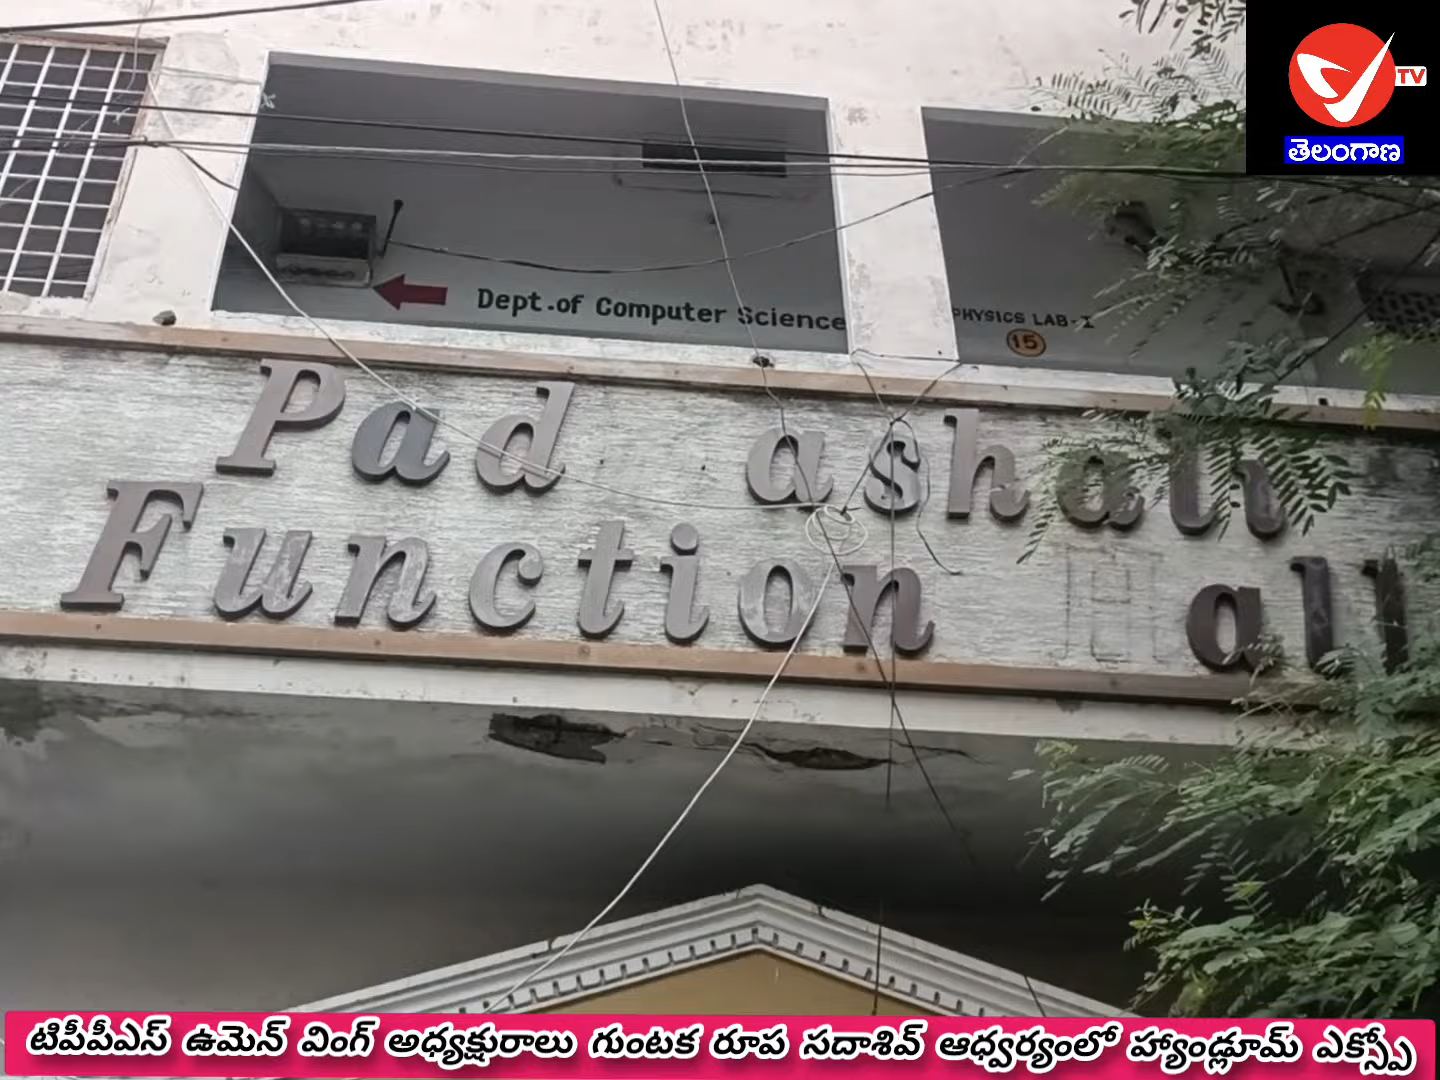 TV
తెలంగాణ
Dept.of Computer Science
PHYSICS LAB-I
15
Pad ashali
Function all
టిపీపీఎస్ ఉమెన్ వింగ్ అధ్యక్షురాలు గుంటక రూప సదాశివ్ ఆధ్వర్యంలో హ్యాండ్లూమ్ ఎక్స్పో